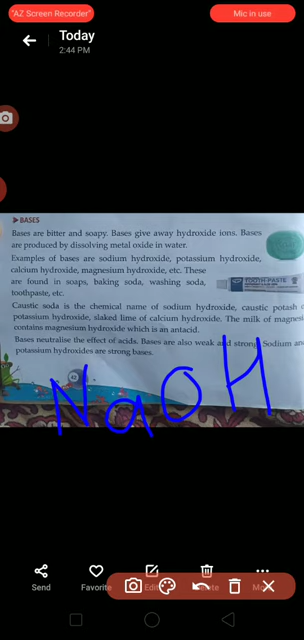 "AZ Screen Recorder"
Mic in use
Today
2:44 PM
➤ BASES
Bases are bitter and soapy. Bases give away hydroxide ions. Bases
are produced by dissolving metal oxide in water.
Examples of bases are sodium hydroxide, potassium hydroxide,
calcium hydroxide, magnesium hydroxide, etc. These
are found in soaps, baking soda, washing soda,
toothpaste, etc.
TOOTH-PASTE
Caustic soda is the chemical name of sodium hydroxide, caustic potash
potassium hydroxide, slaked lime of calcium hydroxide. The milk of magnes
contains magnesium hydroxide which is an antacid.
Bases neutralise the effect of acids. Bases are also weak and strong. Sodium an
potassium hydroxides are strong bases.
42
NaOH
Send
Favorite
Edit
Mo